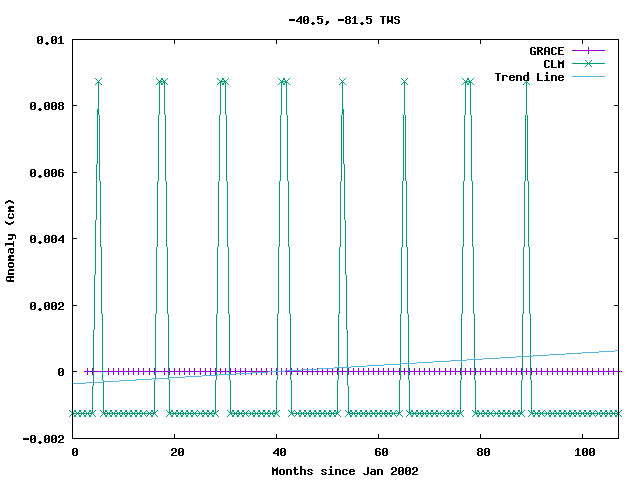 -40.5, -81.5 TWS
0.01
0.008
0.006
0.004
0.002
0
-0.002
Anomaly (cm)
GRACE
CLM
Trend Line
0 20 40 60 80 100
Months since Jan 2002